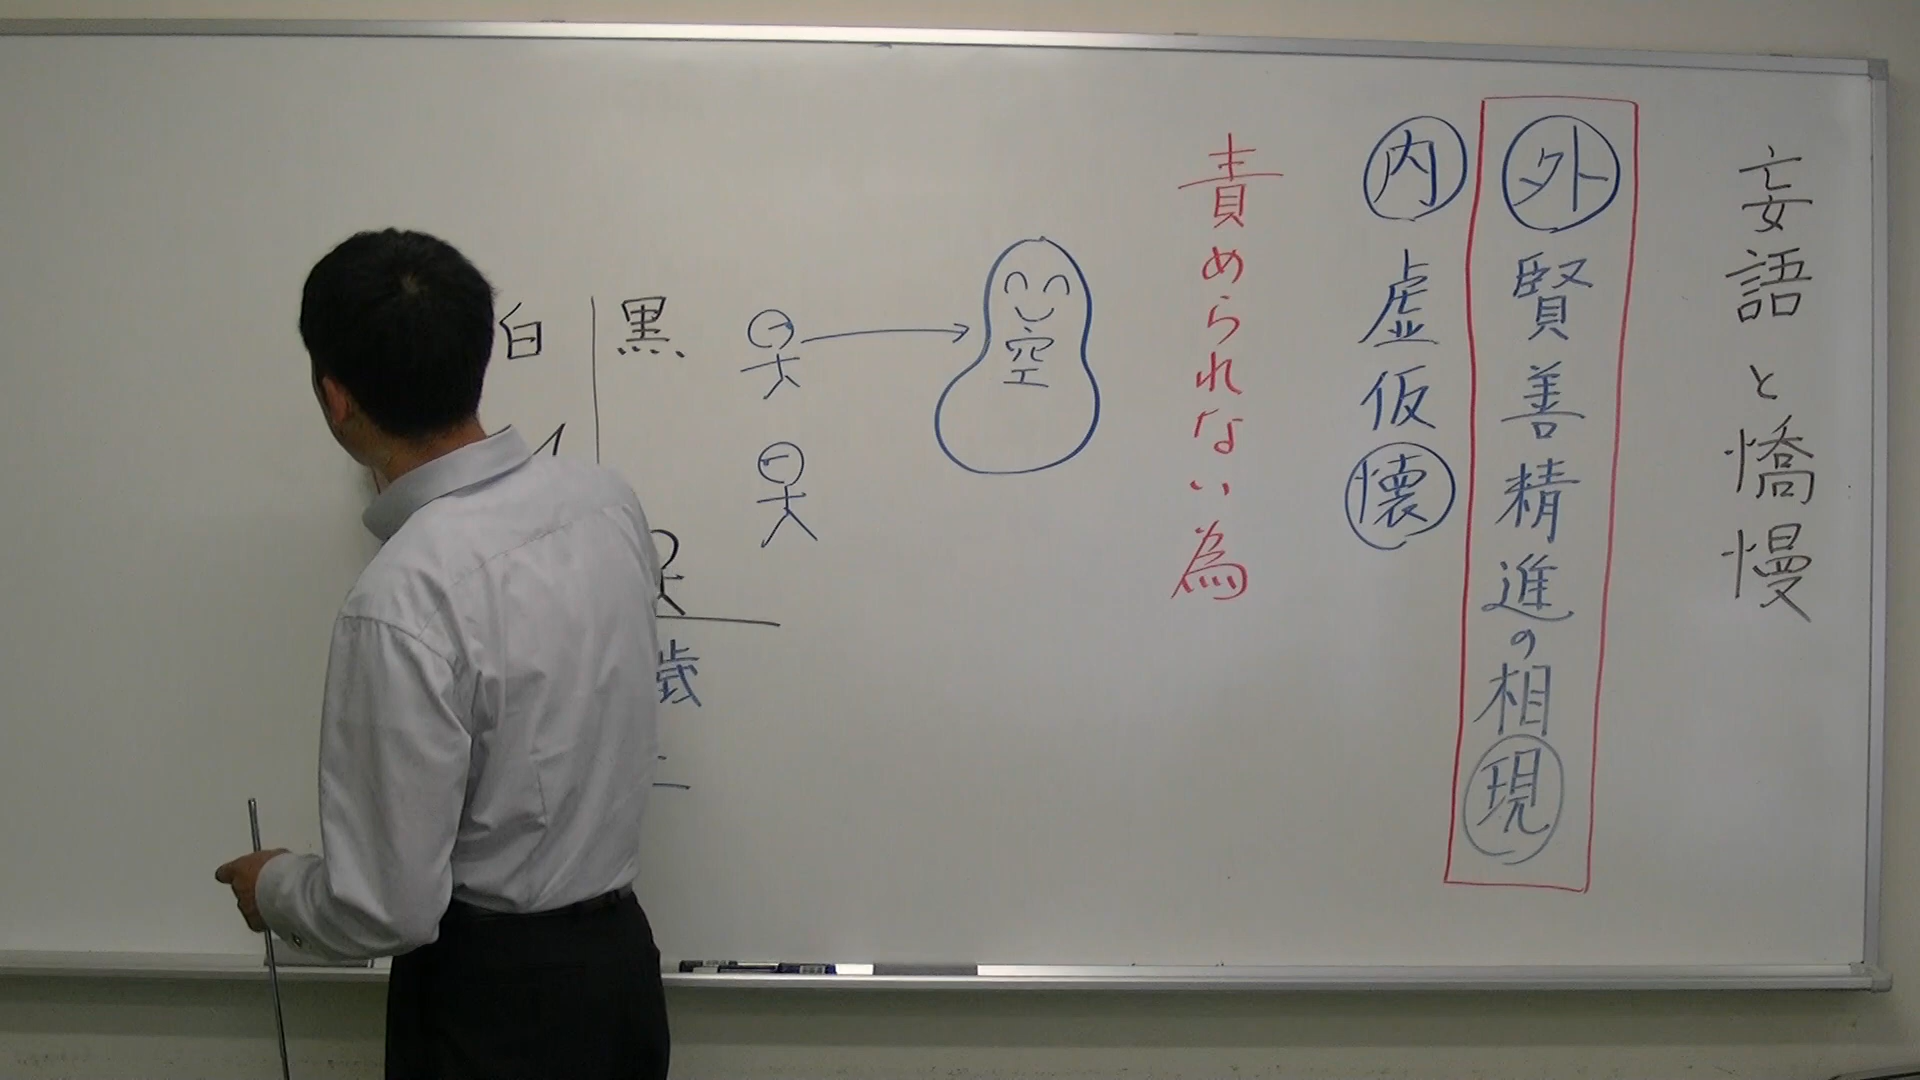 妄語と憍慢
外賢善精進の相現
内虚仮懐
責められない為
空
黒
白
歳